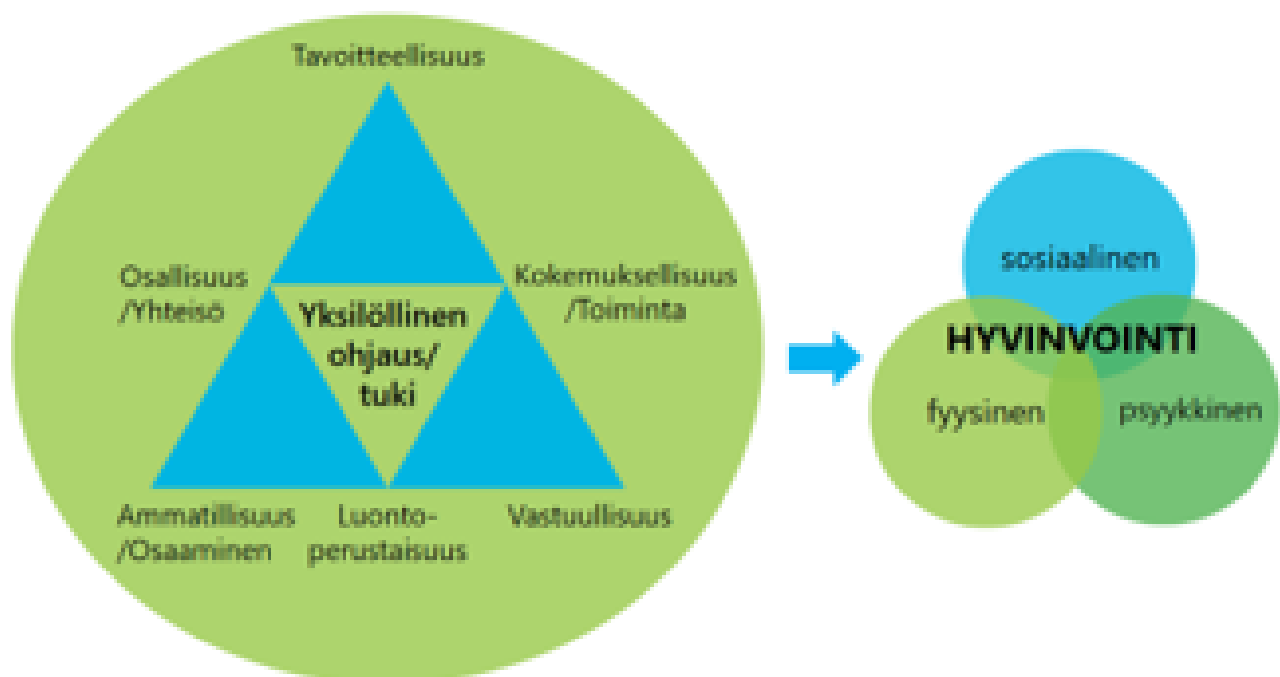 Tavoitteellisuus
Osallisuus
/Yhteisö
Kokemuksellisuus
/Toiminta
Yksilöllinen
ohjaus/
tuki
Ammatillisuus
/Osaaminen
Luonto-
perustaisuus
Vastuullisuus
sosiaalinen
HYVINVOINTI
fyysinen
psyykkinen